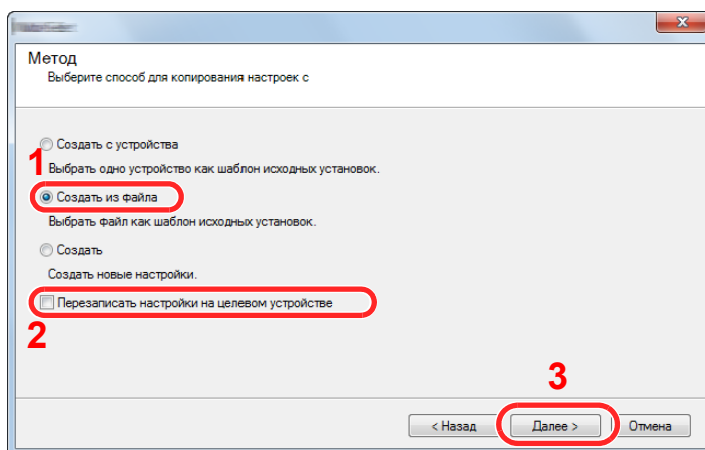 Метод
Выберите способ для копирования настроек с
Создать с устройства
1
Выбрать одно устройство как шаблон исходных установок.
Создать из файла
Выбрать файл как шаблон исходных установок.
Создать
Создать новые настройки.
Перезаписать настройки на целевом устройстве
2
3
< Назад Далее > Отмена